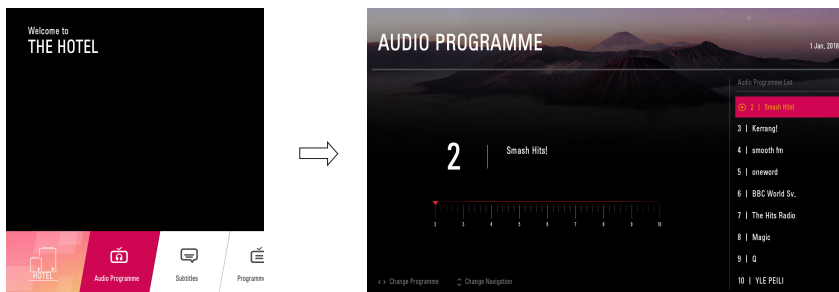 Welcome to
THE HOTEL
HOTEL
Audio Programme
Subtitles
Programme
AUDIO PROGRAMME
1 Jan, 2018
Audio Programme List
2 | Smash Hits!
3 | Kerrang!
4 | smooth fm
5 | oneword
6 | BBC World Sv.
7 | The Hits Radio
8 | Magic
9 | Q
10 | YLE PEILI
2 | Smash Hits!
2 3 4 5 6 7 8 9 10
< > Change Programme
Change Navigation